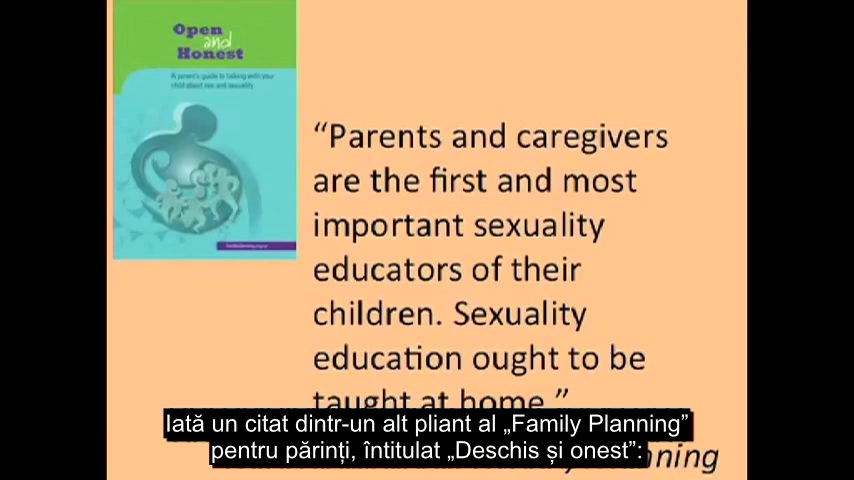 Open
and
Honest
A parent's guide to talking with your
child about sex and sexuality
“Parents and caregivers
are the first and most
important sexuality
educators of their
children. Sexuality
education ought to be
taught at home.”
Iată un citat dintr-un alt pliant al „Family Planning”
pentru părinți, întitulat „Deschis și onest”: